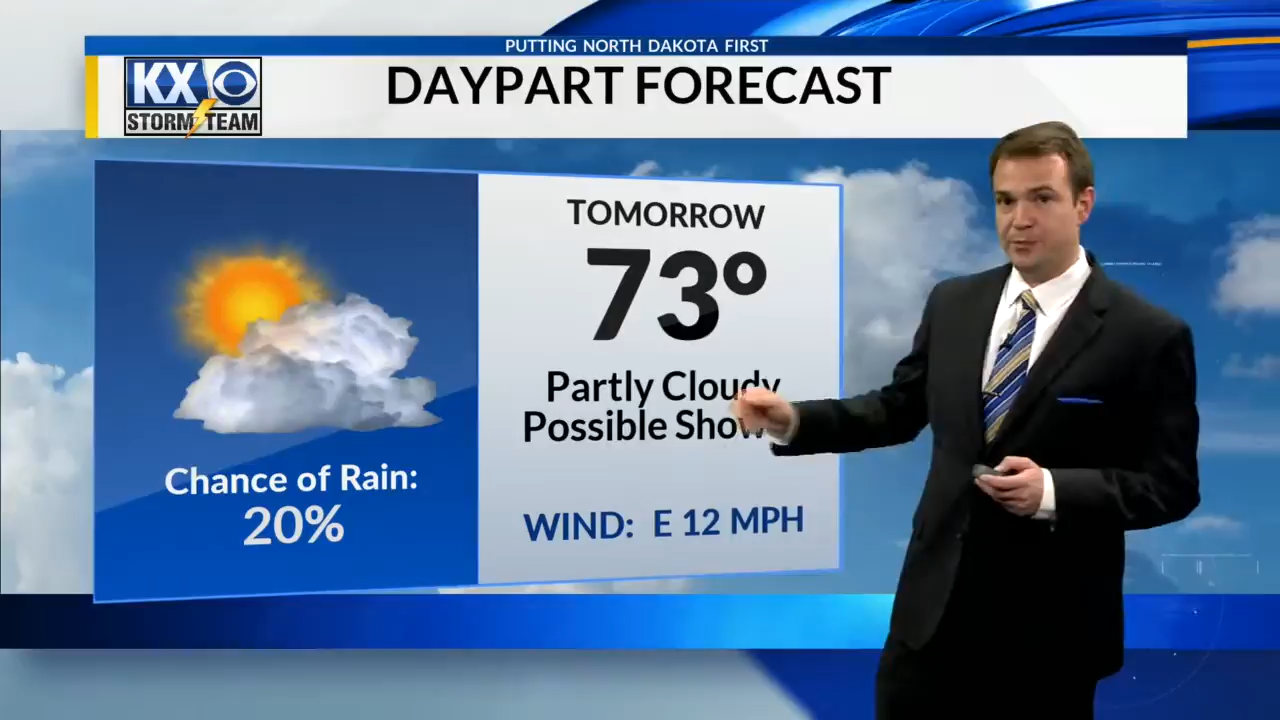 PUTTING NORTH DAKOTA FIRST
DAYPART FORECAST
KX
STORM TEAM
TOMORROW
73°
Partly Cloudy
Possible
Chance of Rain:
20%
WIND: E 12 MPH